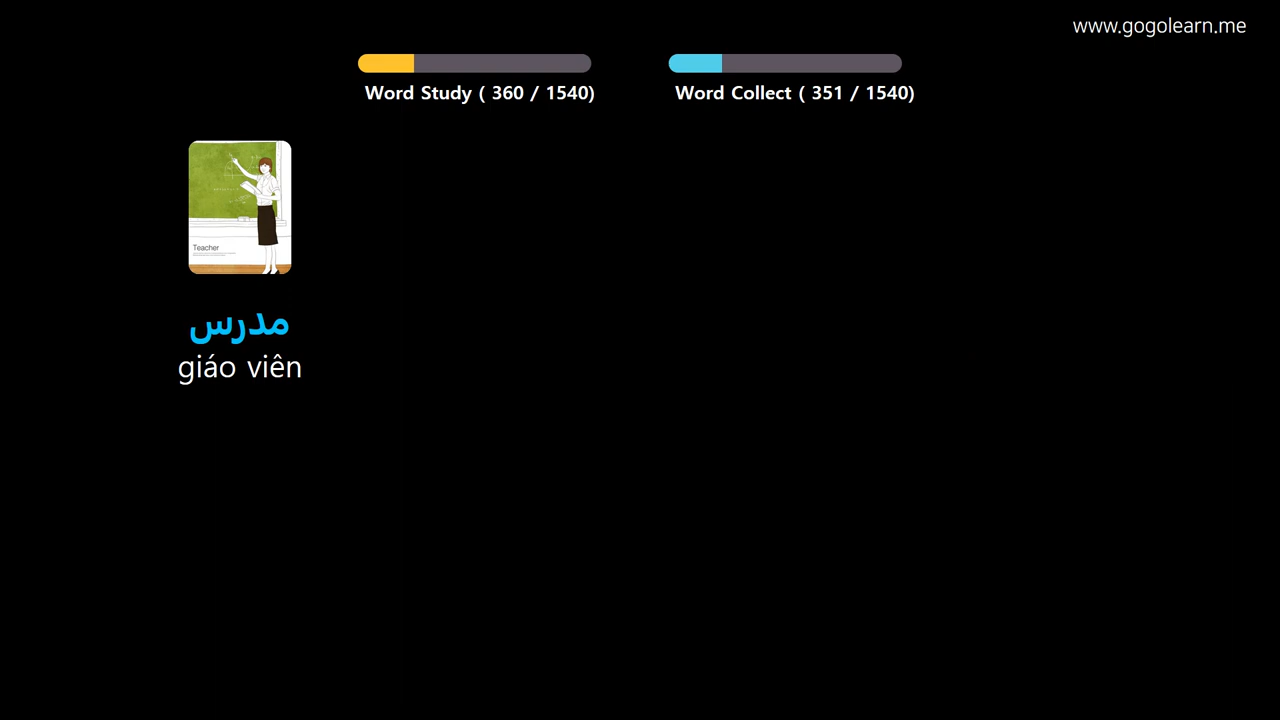 www.gogolearn.me
Word Study ( 360 / 1540)
Word Collect ( 351 / 1540)
Teacher
مدرس
giáo viên